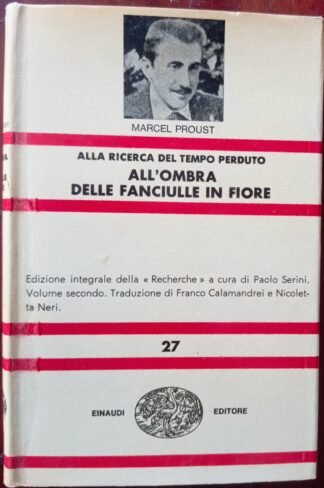 MARCEL PROUST
ALLA RICERCA DEL TEMPO PERDUTO
ALL'OMBRA
DELLE FANCIULLE IN FIORE
Edizione integrale della « Recherche » a cura di Paolo Serini.
Volume secondo. Traduzione di Franco Calamandrei e Nicolet-
ta Neri.
27
EINAUDI EDITORE